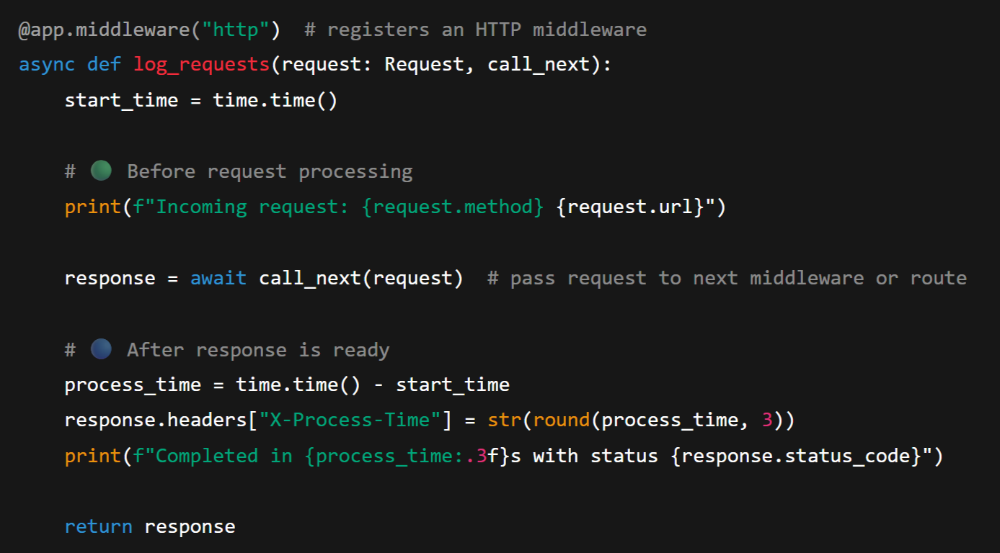 @app.middleware("http")  # registers an HTTP middleware
async def log_requests(request: Request, call_next):
    start_time = time.time()
    # 🟢 Before request processing
    print(f"Incoming request: {request.method} {request.url}")
    response = await call_next(request)  # pass request to next middleware or route
    # 🔵 After response is ready
    process_time = time.time() - start_time
    response.headers["X-Process-Time"] = str(round(process_time, 3))
    print(f"Completed in {process_time:.3f}s with status {response.status_code}")
    return response